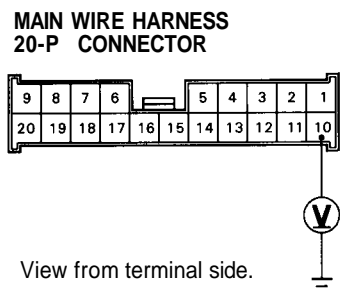 MAIN WIRE HARNESS
20-P CONNECTOR
9 8 7 6 5 4 3 2 1
20 19 18 17 16 15 14 13 12 11 10
V
View from terminal side.